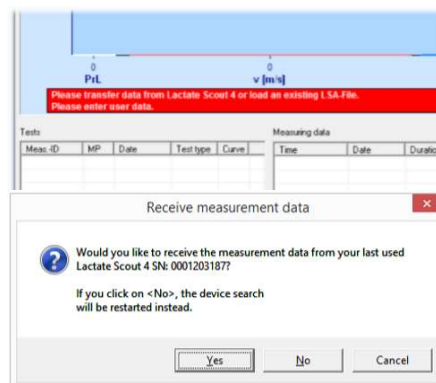 0 0
PrL v [m/s]
Please transfer data from Lactate Scout 4 or load an existing LSA-File.
Please enter user data.
Tests Measuring data
Meas.-ID MP Date Test type Curve Time Date Duratio
Receive measurement data
Would you like to receive the measurement data from your last used
Lactate Scout 4 SN: 0001203187?
If you click on <No>, the device search
will be restarted instead.
Yes No Cancel